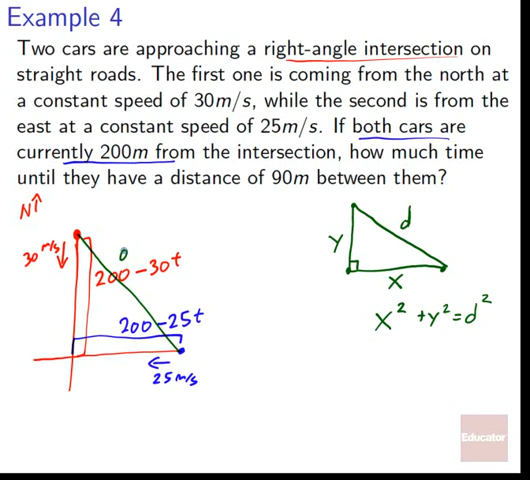 Example 4
Two cars are approaching a right-angle intersection on
straight roads. The first one is coming from the north at
a constant speed of 30m/s, while the second is from the
east at a constant speed of 25m/s. If both cars are
currently 200m from the intersection, how much time
until they have a distance of 90m between them?
N↑
30 m/s ↓
0
200-30t
200-25t
← 25 m/s
d
y
x
x² + y² = d²
Educator